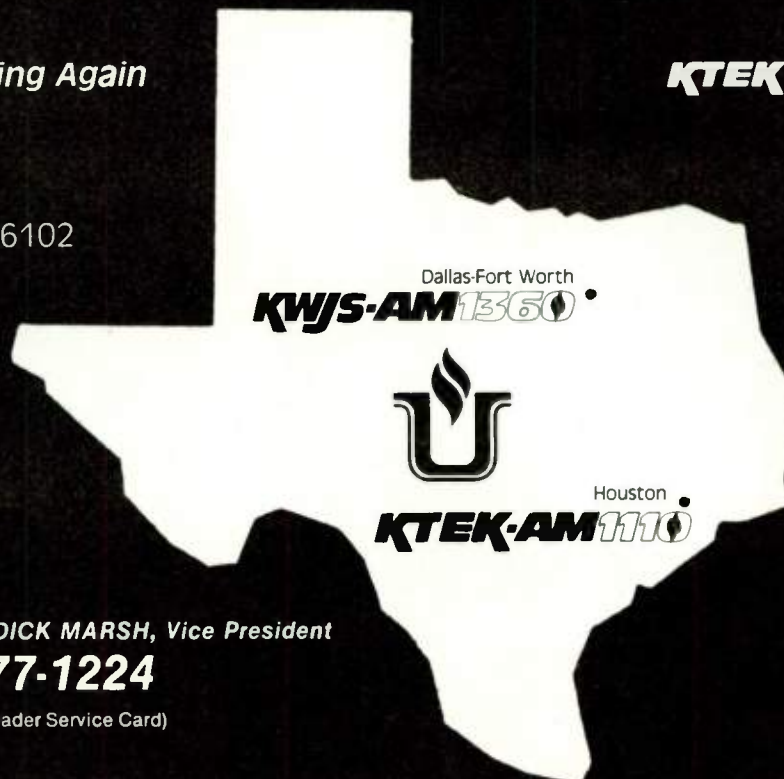 ing Again
KTEK
6102
Dallas-Fort Worth
KWJS-AM 1360
U
Houston
KTEK-AM 1110
DICK MARSH, Vice President
77-1224
ader Service Card)